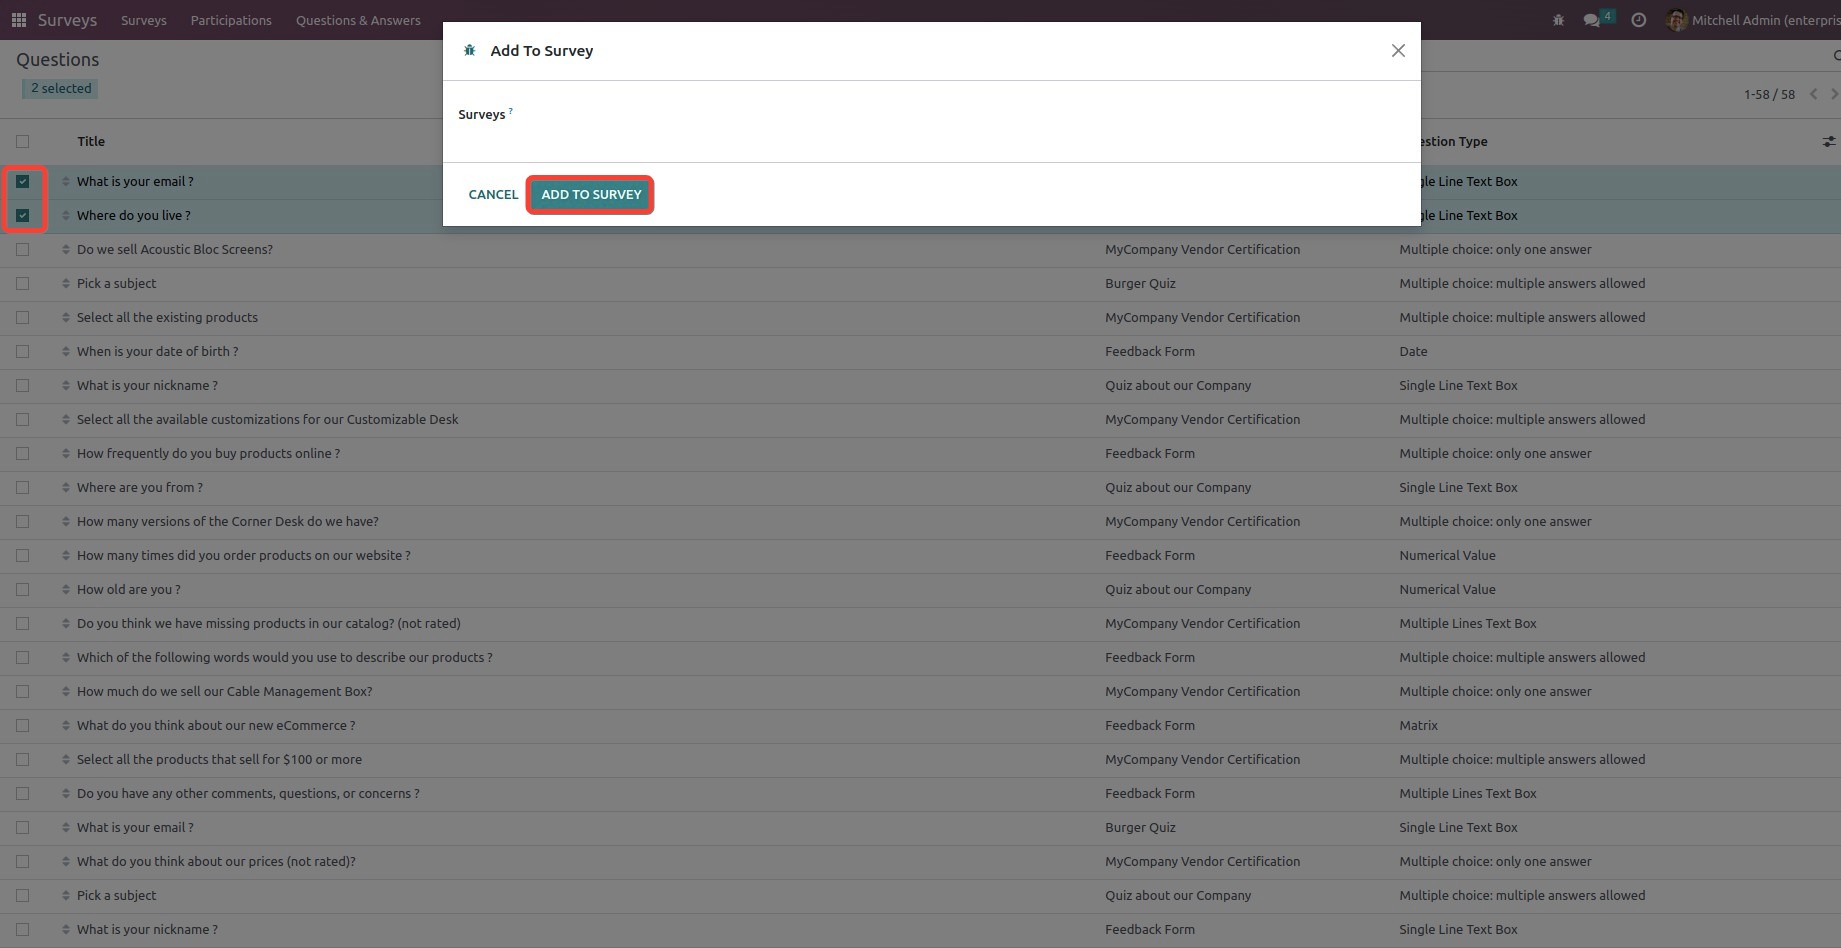 Surveys Surveys Participations Questions & Answers 4 Mitchell Admin (enterpris
Add To Survey
Questions
2 selected
1-58 / 58
Surveys ?
Title estion Type
What is your email ? gle Line Text Box
CANCEL ADD TO SURVEY
Where do you live ? gle Line Text Box
Do we sell Acoustic Bloc Screens? MyCompany Vendor Certification Multiple choice: only one answer
Pick a subject Burger Quiz Multiple choice: multiple answers allowed
Select all the existing products MyCompany Vendor Certification Multiple choice: multiple answers allowed
When is your date of birth ? Feedback Form Date
What is your nickname ? Quiz about our Company Single Line Text Box
Select all the available customizations for our Customizable Desk MyCompany Vendor Certification Multiple choice: multiple answers allowed
How frequently do you buy products online ? Feedback Form Multiple choice: only one answer
Where are you from ? Quiz about our Company Single Line Text Box
How many versions of the Corner Desk do we have? MyCompany Vendor Certification Multiple choice: only one answer
How many times did you order products on our website ? Feedback Form Numerical Value
How old are you ? Quiz about our Company Numerical Value
Do you think we have missing products in our catalog? (not rated) MyCompany Vendor Certification Multiple Lines Text Box
Which of the following words would you use to describe our products ? Feedback Form Multiple choice: multiple answers allowed
How much do we sell our Cable Management Box? MyCompany Vendor Certification Multiple choice: only one answer
What do you think about our new eCommerce ? Feedback Form Matrix
Select all the products that sell for $100 or more MyCompany Vendor Certification Multiple choice: multiple answers allowed
Do you have any other comments, questions, or concerns ? Feedback Form Multiple Lines Text Box
What is your email ? Burger Quiz Single Line Text Box
What do you think about our prices (not rated)? MyCompany Vendor Certification Multiple choice: only one answer
Pick a subject Quiz about our Company Multiple choice: multiple answers allowed
What is your nickname ? Feedback Form Single Line Text Box